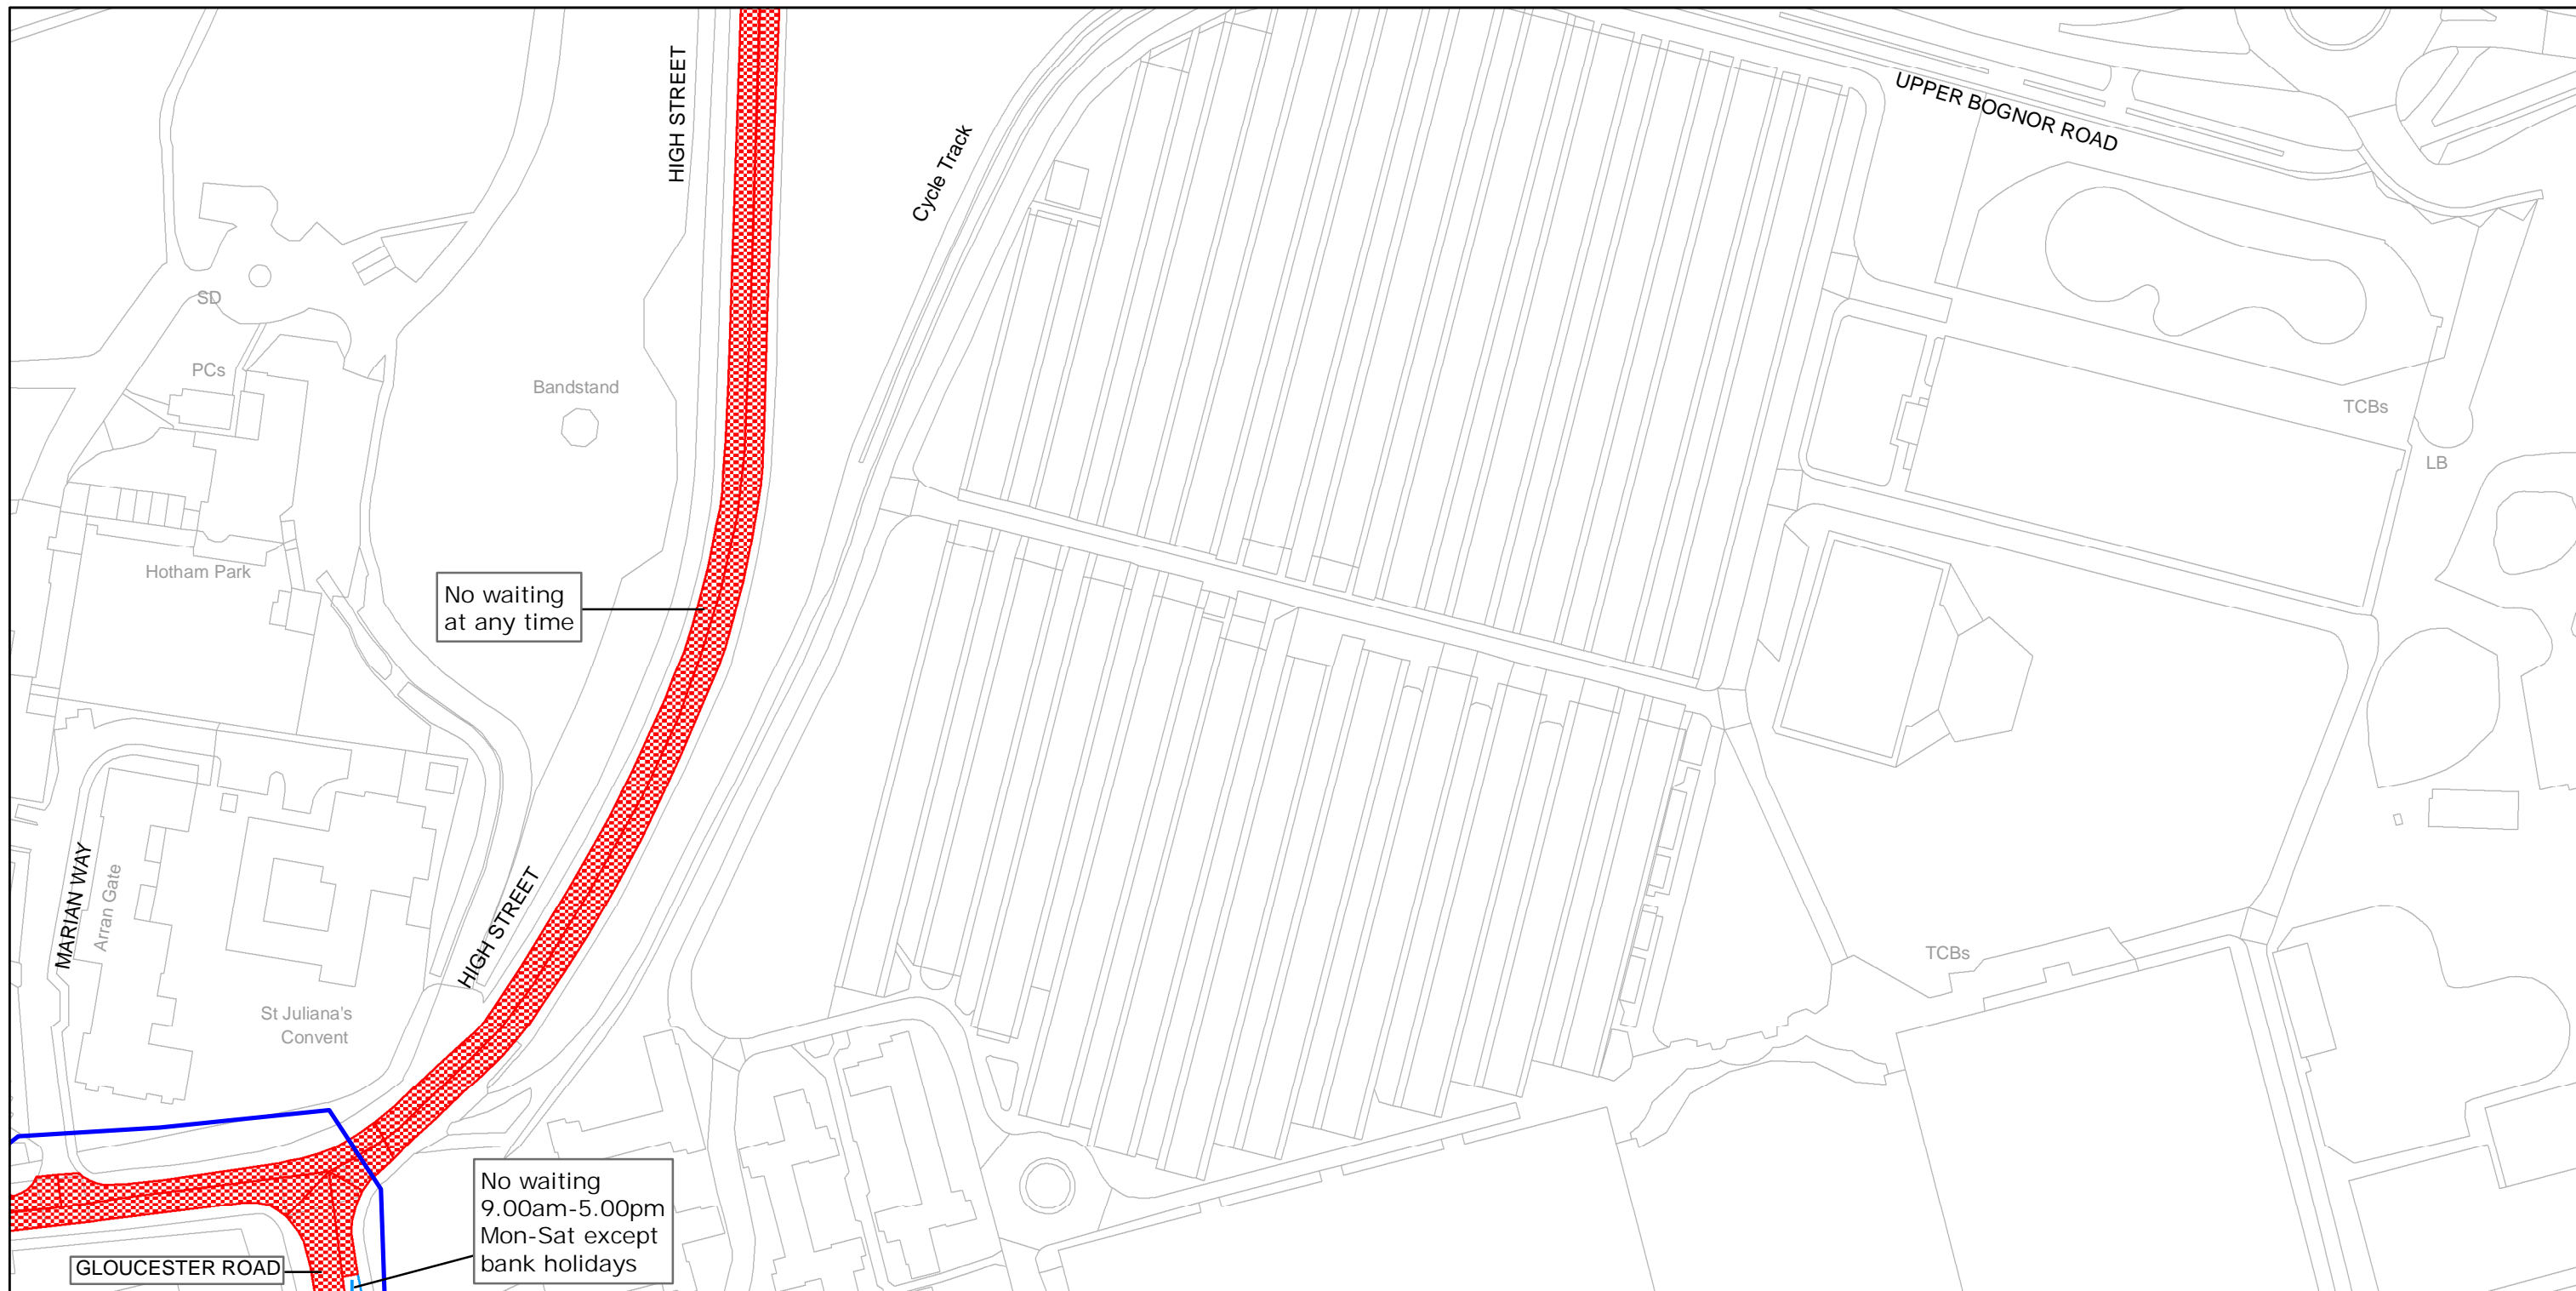 HIGH STREET
UPPER BOGNOR ROAD
Cycle Track
SD
PCs
Bandstand
TCBs
LB
Hotham Park
No waiting
at any time
MARIAN WAY
Arran Gate
HIGH STREET
TCBs
St Juliana's
Convent
No waiting
9.00am-5.00pm
Mon-Sat except
bank holidays
GLOUCESTER ROAD